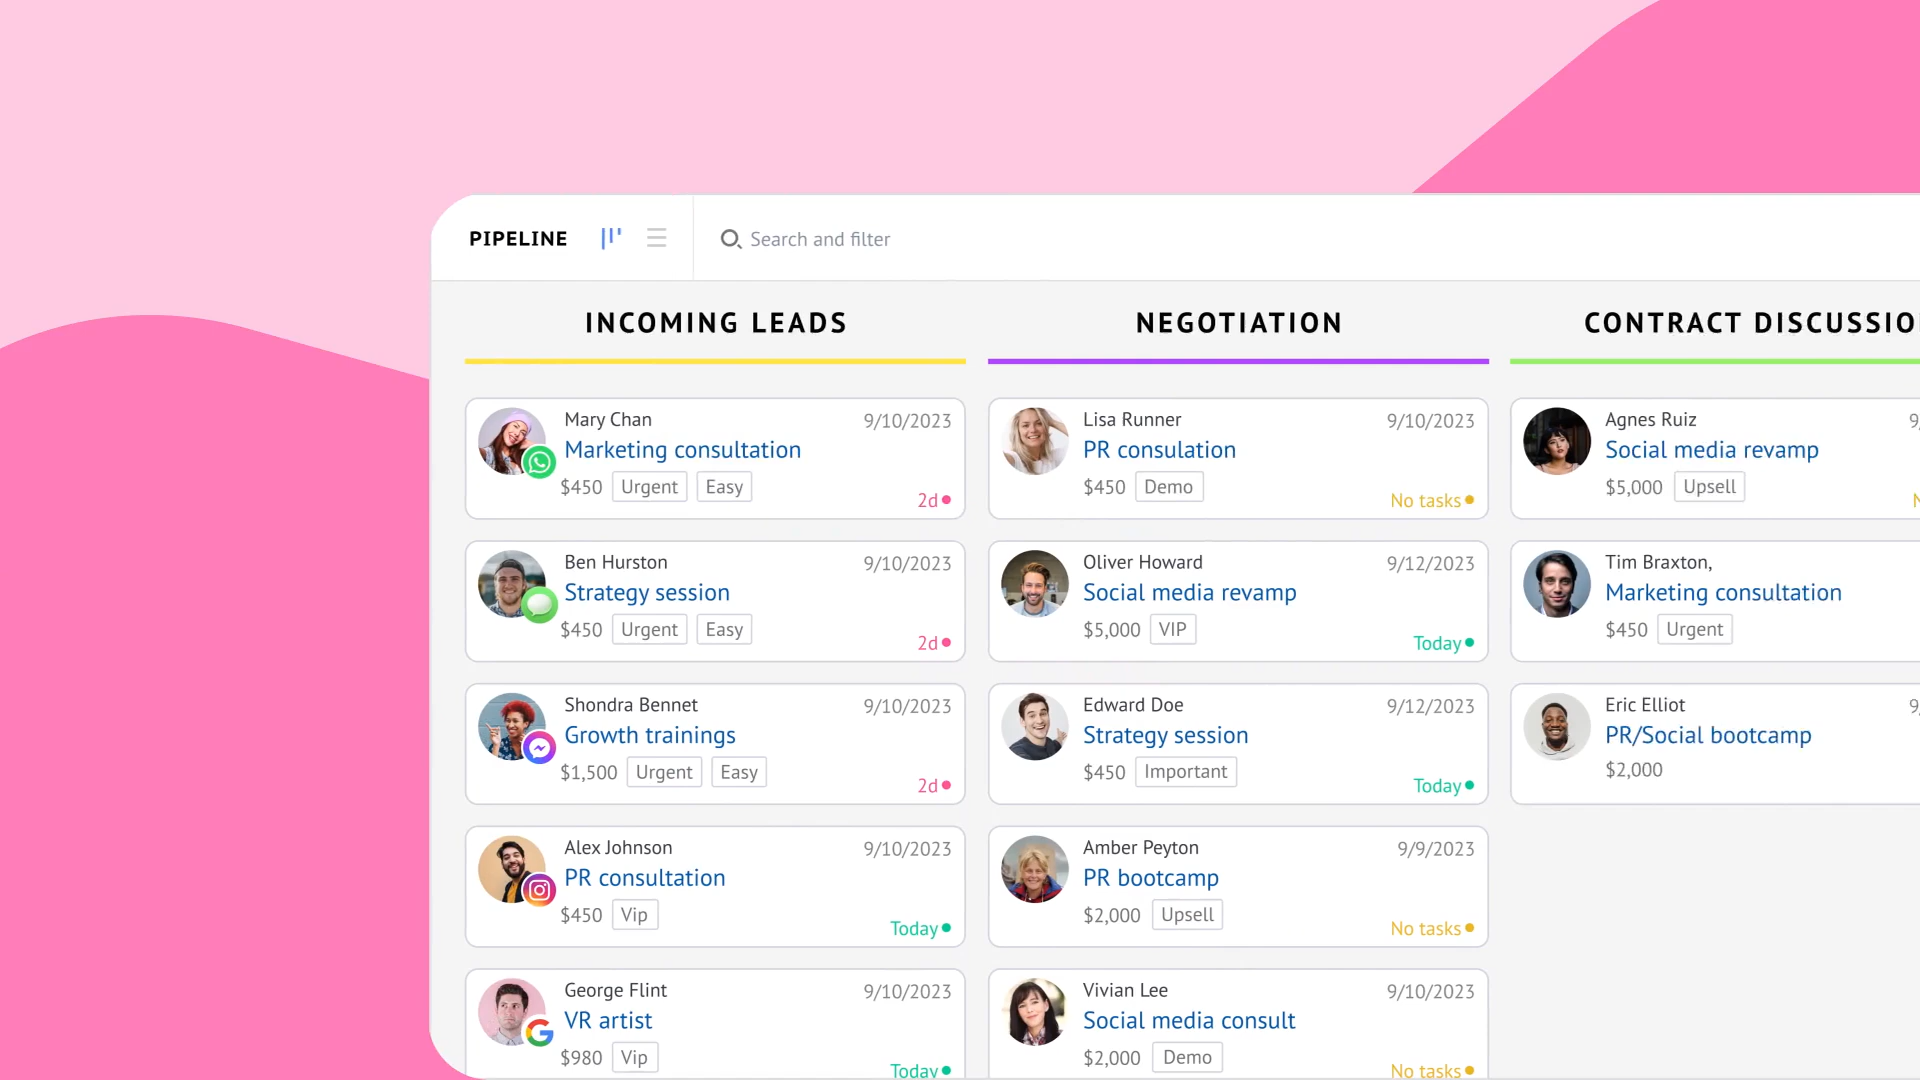 PIPELINE
Search and filter
INCOMING LEADS
Mary Chan
9/10/2023
Marketing consultation
$450 Urgent Easy
2d
Ben Hurston
9/10/2023
Strategy session
$450 Urgent Easy
2d
Shondra Bennet
9/10/2023
Growth trainings
$1,500 Urgent Easy
2d
Alex Johnson
9/10/2023
PR consultation
$450 Vip
Today
George Flint
9/10/2023
VR artist
$980 Vip
Today
NEGOTIATION
Lisa Runner
9/10/2023
PR consulation
$450 Demo
No tasks
Oliver Howard
9/12/2023
Social media revamp
$5,000 VIP
Today
Edward Doe
9/12/2023
Strategy session
$450 Important
Today
Amber Peyton
9/9/2023
PR bootcamp
$2,000 Upsell
No tasks
Vivian Lee
9/10/2023
Social media consult
$2,000 Demo
No tasks
CONTRACT DISCUSSIO
Agnes Ruiz
9/
Social media revamp
$5,000 Upsell
Tim Braxton,
Marketing consultation
$450 Urgent
Eric Elliot
9/
PR/Social bootcamp
$2,000